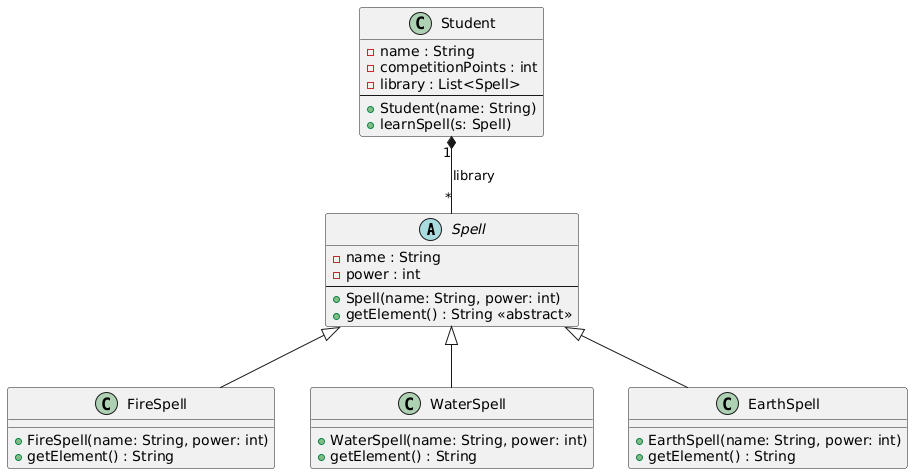 C Student
name : String
competitionPoints : int
library : List<Spell>
Student(name: String)
learnSpell(s: Spell)
1
library
*
A Spell
name : String
power : int
Spell(name: String, power: int)
getElement() : String «abstract»
C FireSpell
FireSpell(name: String, power: int)
getElement() : String
C WaterSpell
WaterSpell(name: String, power: int)
getElement() : String
C EarthSpell
EarthSpell(name: String, power: int)
getElement() : String